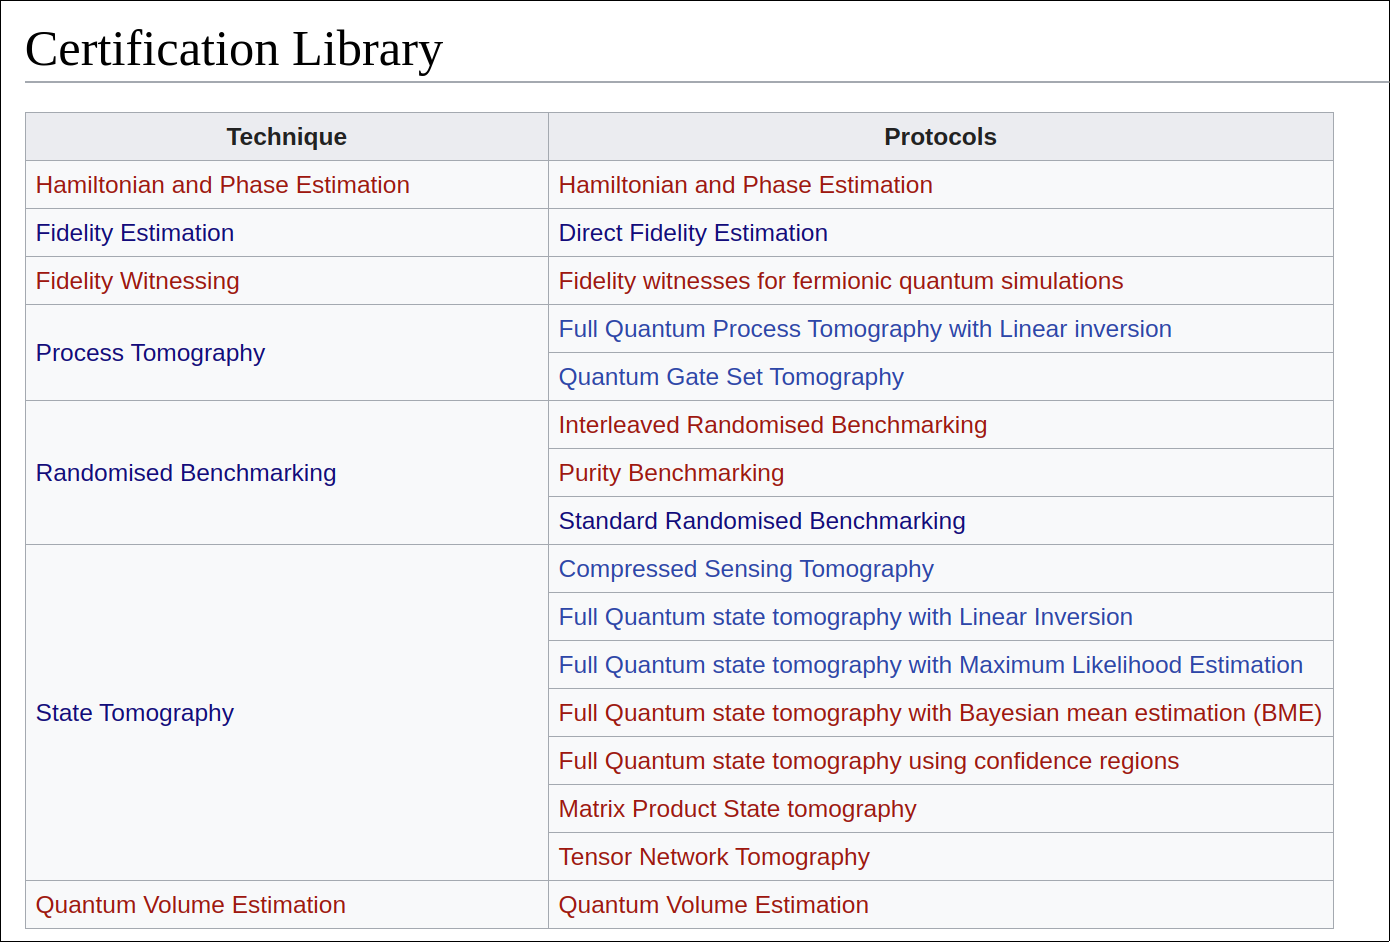 Certification Library
Technique Protocols
Hamiltonian and Phase Estimation Hamiltonian and Phase Estimation
Fidelity Estimation Direct Fidelity Estimation
Fidelity Witnessing Fidelity witnesses for fermionic quantum simulations
Process Tomography
Full Quantum Process Tomography with Linear inversion
Quantum Gate Set Tomography
Randomised Benchmarking
Interleaved Randomised Benchmarking
Purity Benchmarking
Standard Randomised Benchmarking
State Tomography
Compressed Sensing Tomography
Full Quantum state tomography with Linear Inversion
Full Quantum state tomography with Maximum Likelihood Estimation
Full Quantum state tomography with Bayesian mean estimation (BME)
Full Quantum state tomography using confidence regions
Matrix Product State tomography
Tensor Network Tomography
Quantum Volume Estimation Quantum Volume Estimation